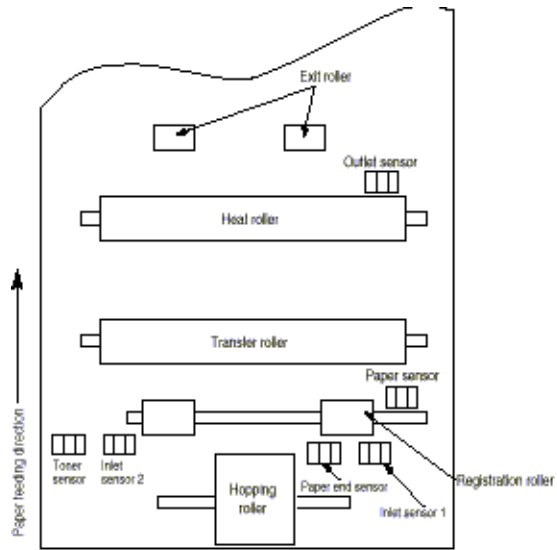 Exit roller
Outlet sensor
Heat roller
Transfer roller
Paper sensor
Paper feeding direction
Toner
sensor
Inlet
sensor 2
Hopping
roller
Paper end sensor
Registration roller
Inlet sensor 1